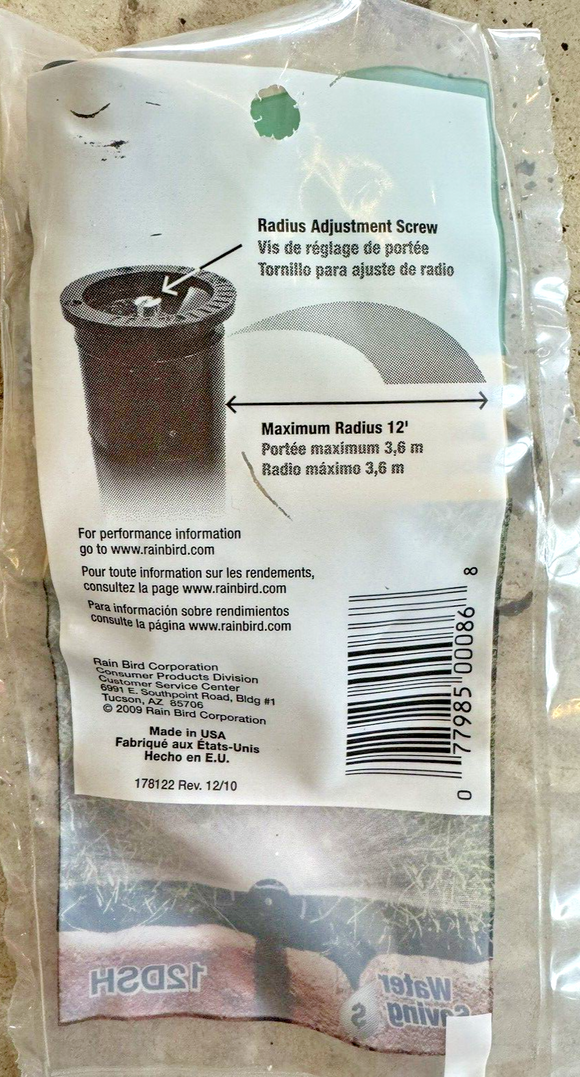 Radius Adjustment Screw
Vis de réglage de portée
Tornillo para ajuste de radio
Maximum Radius 12'
Portée maximum 3,6 m
Radio máximo 3,6 m
For performance information
go to www.rainbird.com
Pour toute information sur les rendements,
consultez la page www.rainbird.com
Para información sobre rendimientos
consulte la página www.rainbird.com
Rain Bird Corporation
Consumer Products Division
Customer Service Center
6991 E. Southpoint Road, Bldg #1
Tucson, AZ 85706
© 2009 Rain Bird Corporation
Made in USA
Fabriqué aux États-Unis
Hecho en E.U.
178122 Rev. 12/10
0 77985 00086 8
12DSH
Water
Saving
$